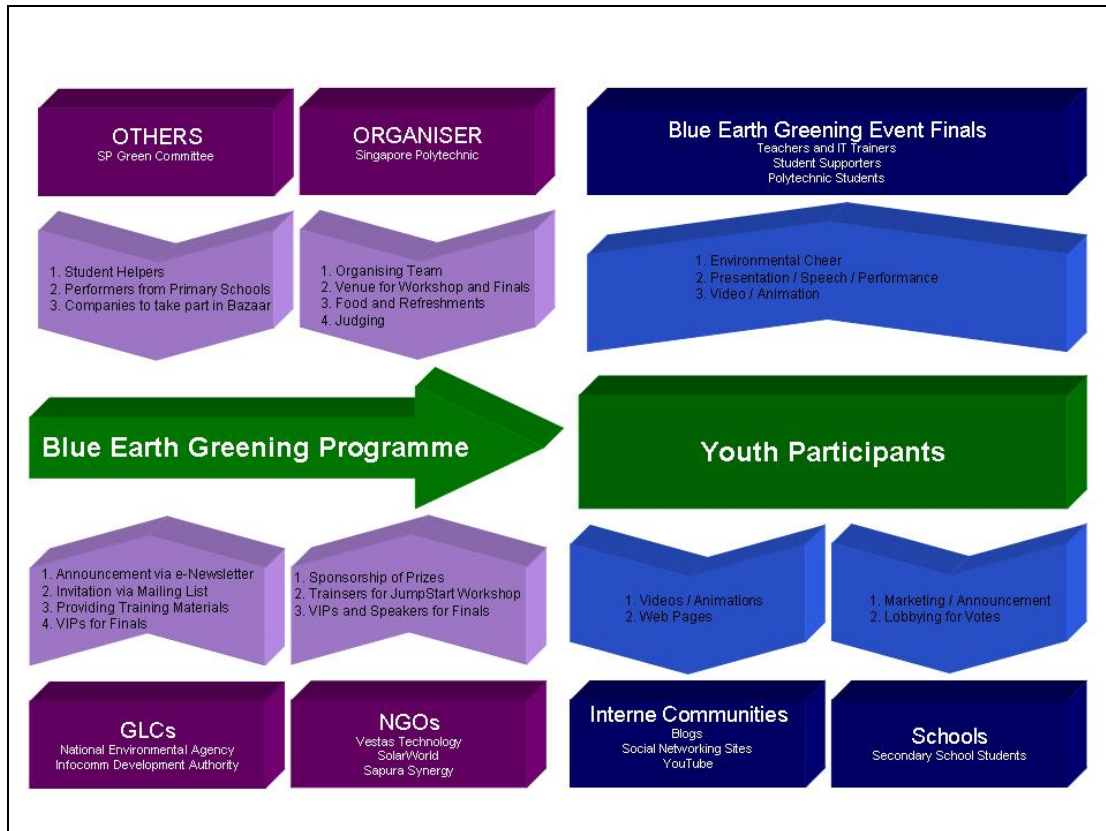 OTHERS
SP Green Committee
ORGANISER
Singapore Polytechnic
Blue Earth Greening Event Finals
Teachers and IT Trainers
Student Supporters
Polytechnic Students
1. Student Helpers
2. Performers from Primary Schools
3. Companies to take part in Bazaar
1. Organising Team
2. Venue for Workshop and Finals
3. Food and Refreshments
4. Judging
1. Environmental Cheer
2. Presentation / Speech / Performance
3. Video / Animation
Blue Earth Greening Programme
Youth Participants
1. Announcement via e-Newsletter
2. Invitation via Mailing List
3. Providing Training Materials
4. VIPs for Finals
1. Sponsorship of Prizes
2. Trainsers for JumpStart Workshop
3. VIPs and Speakers for Finals
1. Videos / Animations
2. Web Pages
1. Marketing / Announcement
2. Lobbying for Votes
GLCs
National Environmental Agency
Infocomm Development Authority
NGOs
Vestas Technology
SolarWorld
Sapura Synergy
Interne Communities
Blogs
Social Networking Sites
YouTube
Schools
Secondary School Students